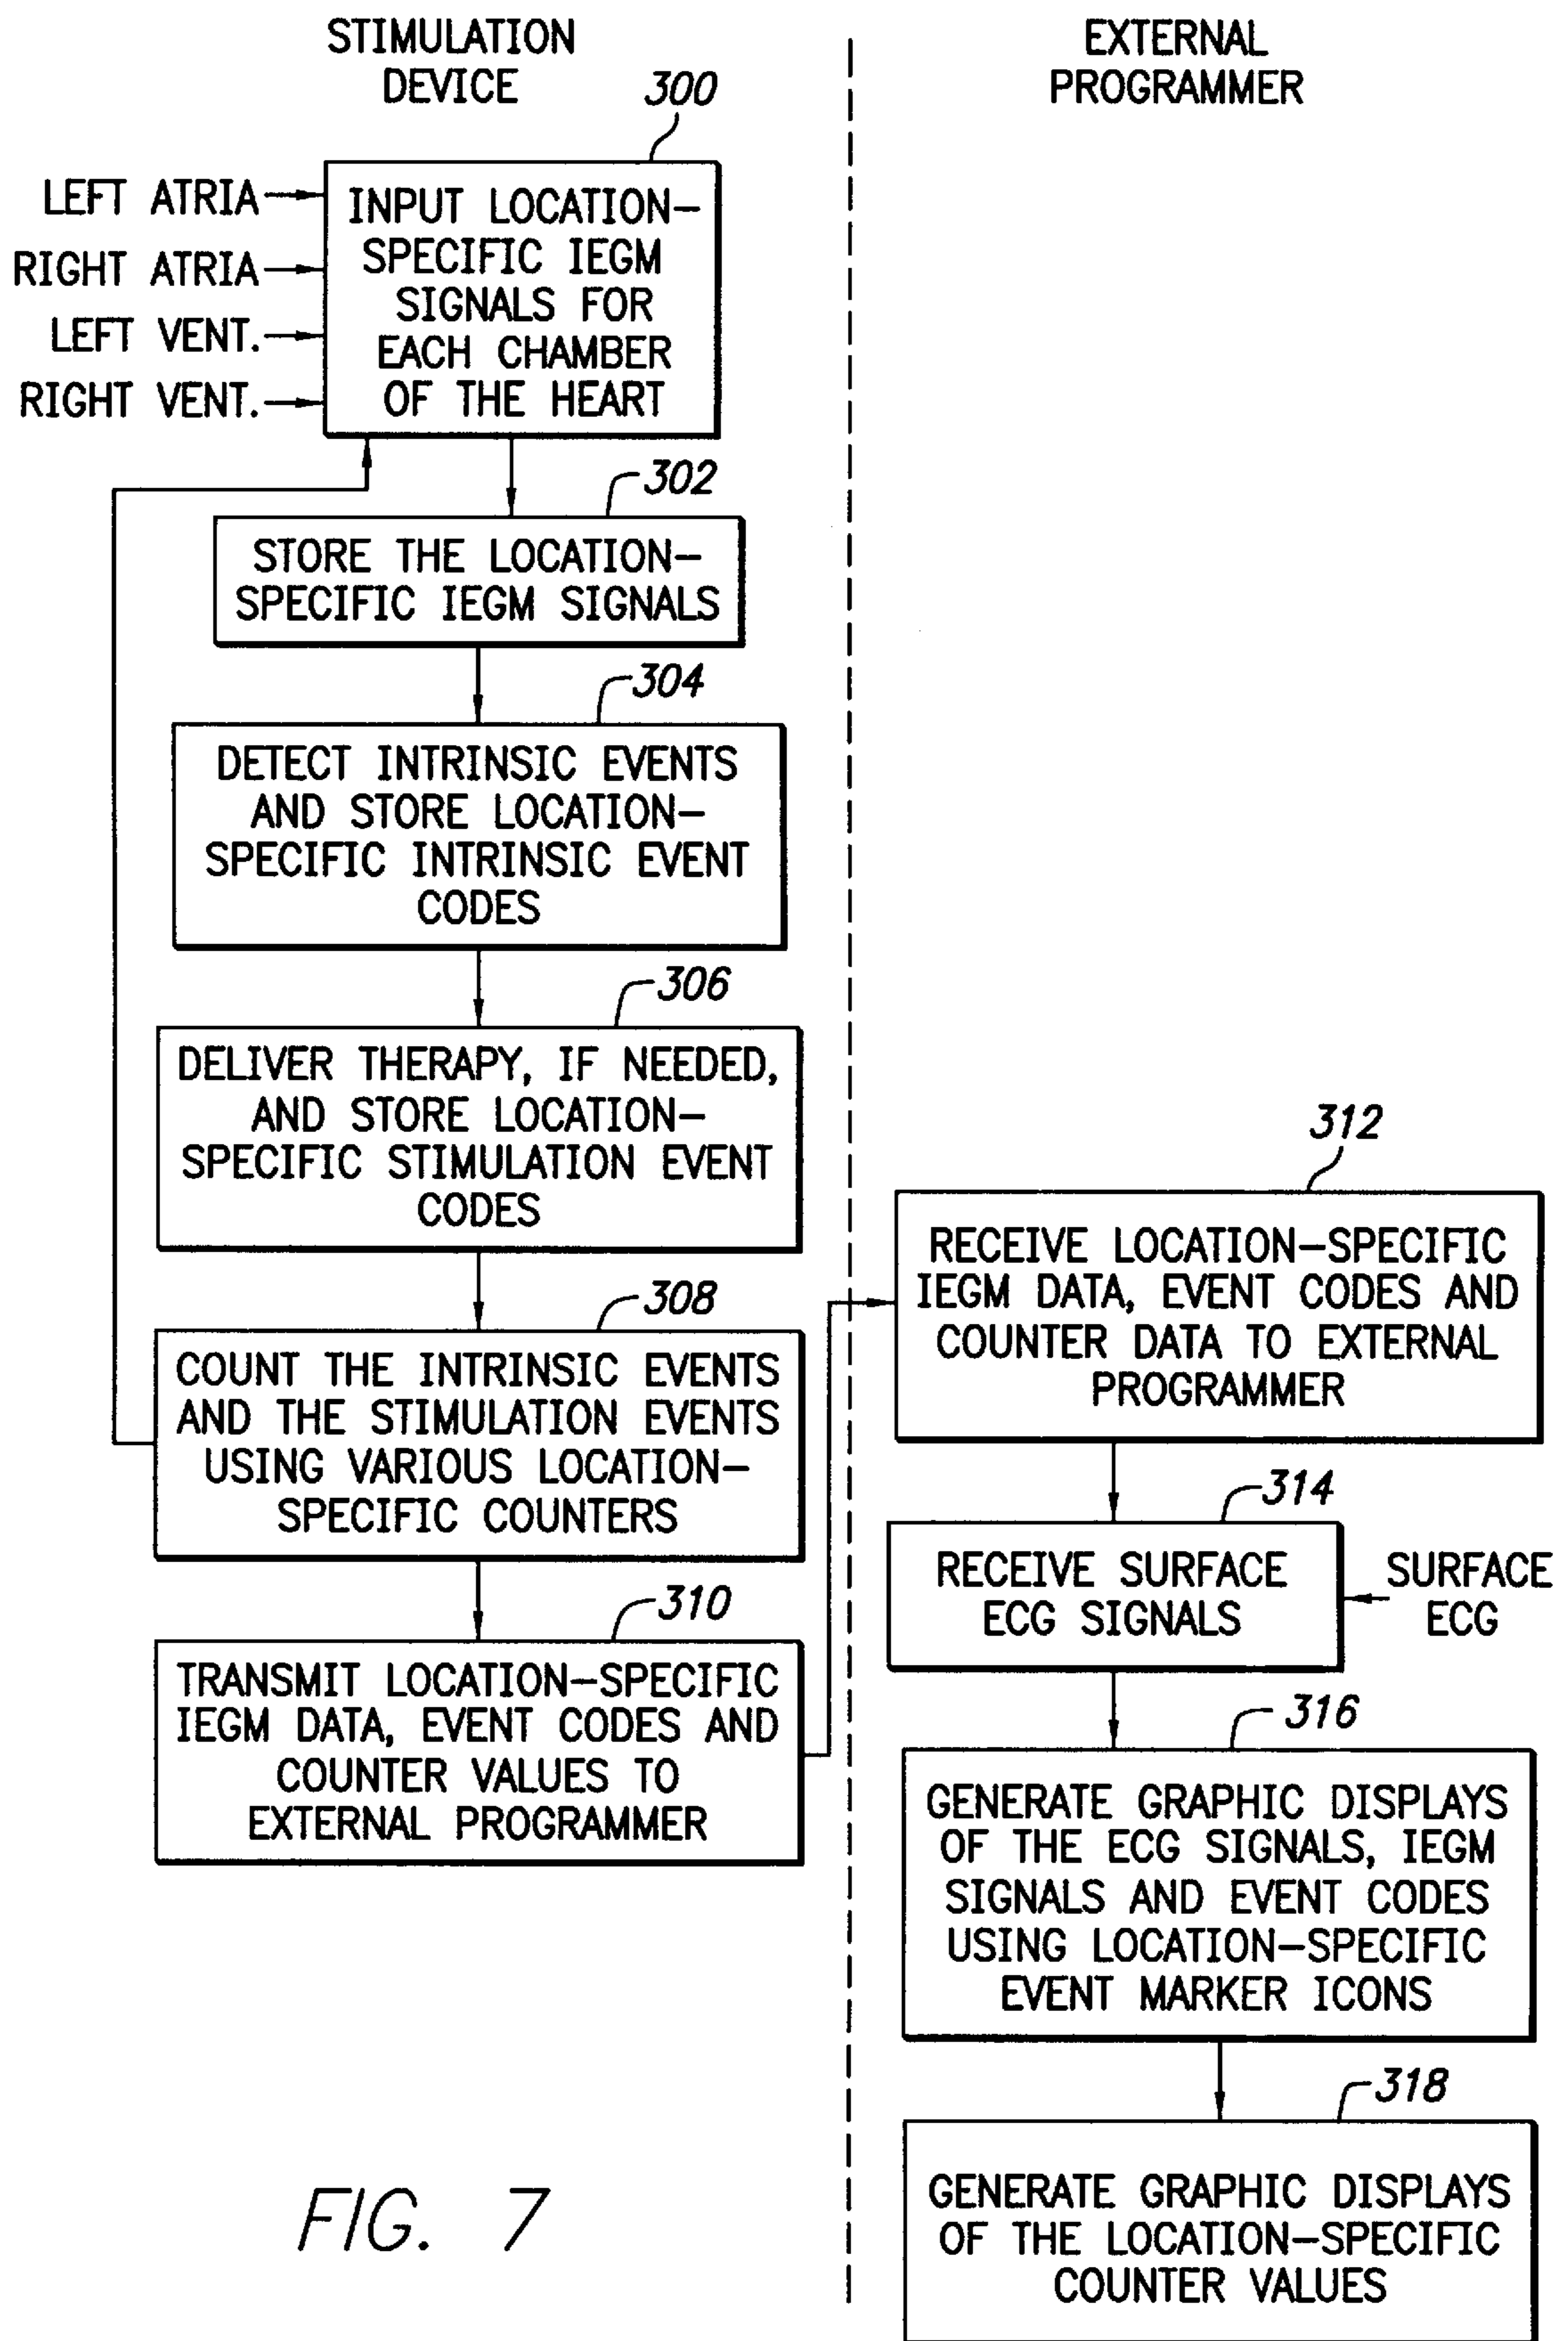 STIMULATION
DEVICE
EXTERNAL
PROGRAMMER
300
LEFT ATRIA
RIGHT ATRIA
LEFT VENT.
RIGHT VENT.
INPUT LOCATION–
SPECIFIC IEGM
SIGNALS FOR
EACH CHAMBER
OF THE HEART
302
STORE THE LOCATION–
SPECIFIC IEGM SIGNALS
304
DETECT INTRINSIC EVENTS
AND STORE LOCATION–
SPECIFIC INTRINSIC EVENT
CODES
306
DELIVER THERAPY, IF NEEDED,
AND STORE LOCATION–
SPECIFIC STIMULATION EVENT
CODES
308
COUNT THE INTRINSIC EVENTS
AND THE STIMULATION EVENTS
USING VARIOUS LOCATION–
SPECIFIC COUNTERS
310
TRANSMIT LOCATION–SPECIFIC
IEGM DATA, EVENT CODES AND
COUNTER VALUES TO
EXTERNAL PROGRAMMER
312
RECEIVE LOCATION–SPECIFIC
IEGM DATA, EVENT CODES AND
COUNTER DATA TO EXTERNAL
PROGRAMMER
314
RECEIVE SURFACE
ECG SIGNALS
SURFACE
ECG
316
GENERATE GRAPHIC DISPLAYS
OF THE ECG SIGNALS, IEGM
SIGNALS AND EVENT CODES
USING LOCATION–SPECIFIC
EVENT MARKER ICONS
318
GENERATE GRAPHIC DISPLAYS
OF THE LOCATION–SPECIFIC
COUNTER VALUES
FIG. 7